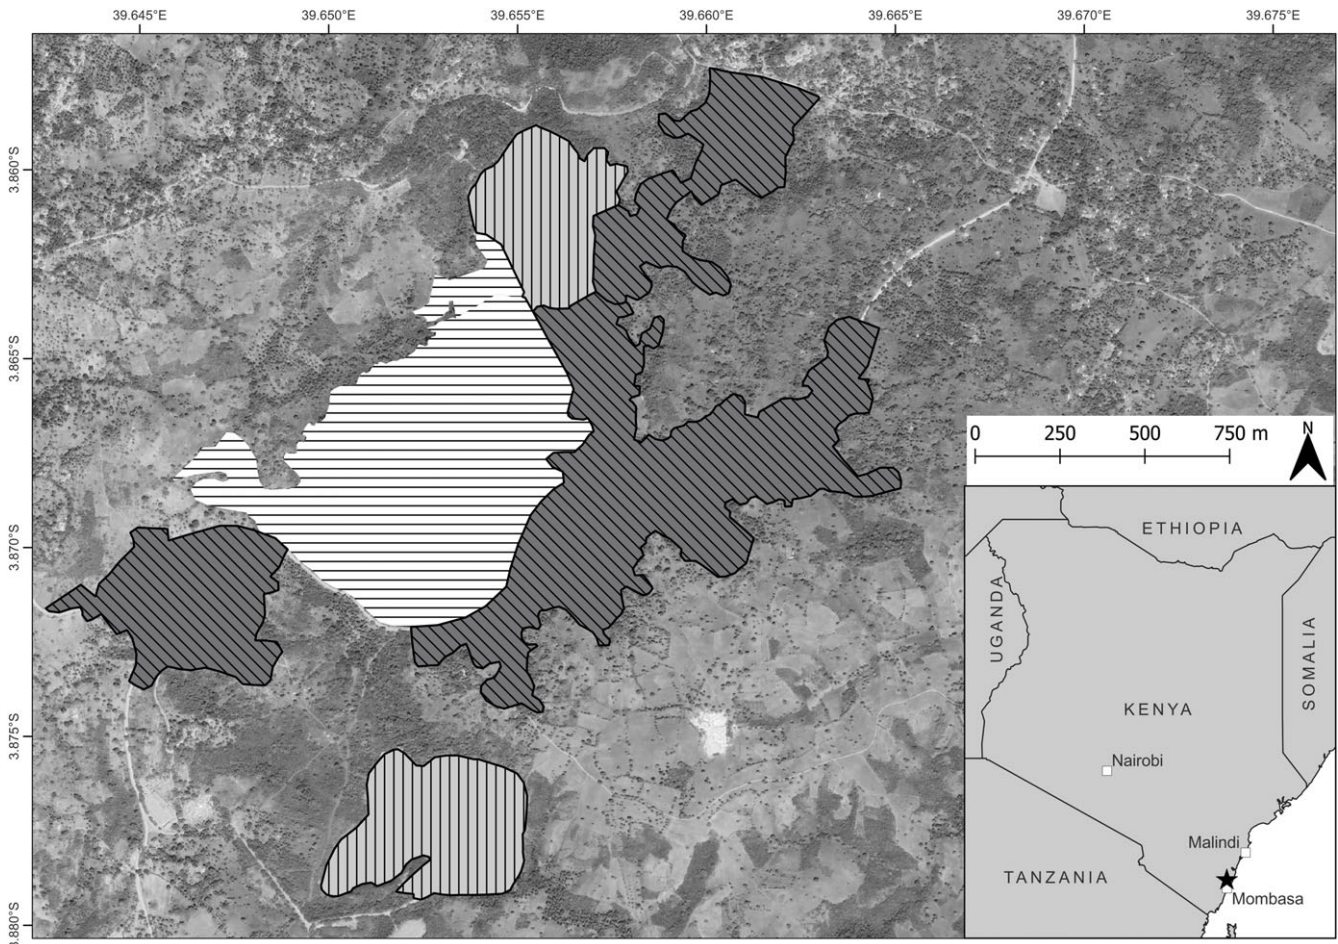 39.645°E 39.650°E 39.655°E 39.660°E 39.665°E 39.670°E 39.675°E
3.860°S
3.865°S
3.870°S
3.875°S
3.880°S
0 250 500 750 m
N
ETHIOPIA
UGANDA
SOMALIA
KENYA
Nairobi
Malindi
TANZANIA
Mombasa